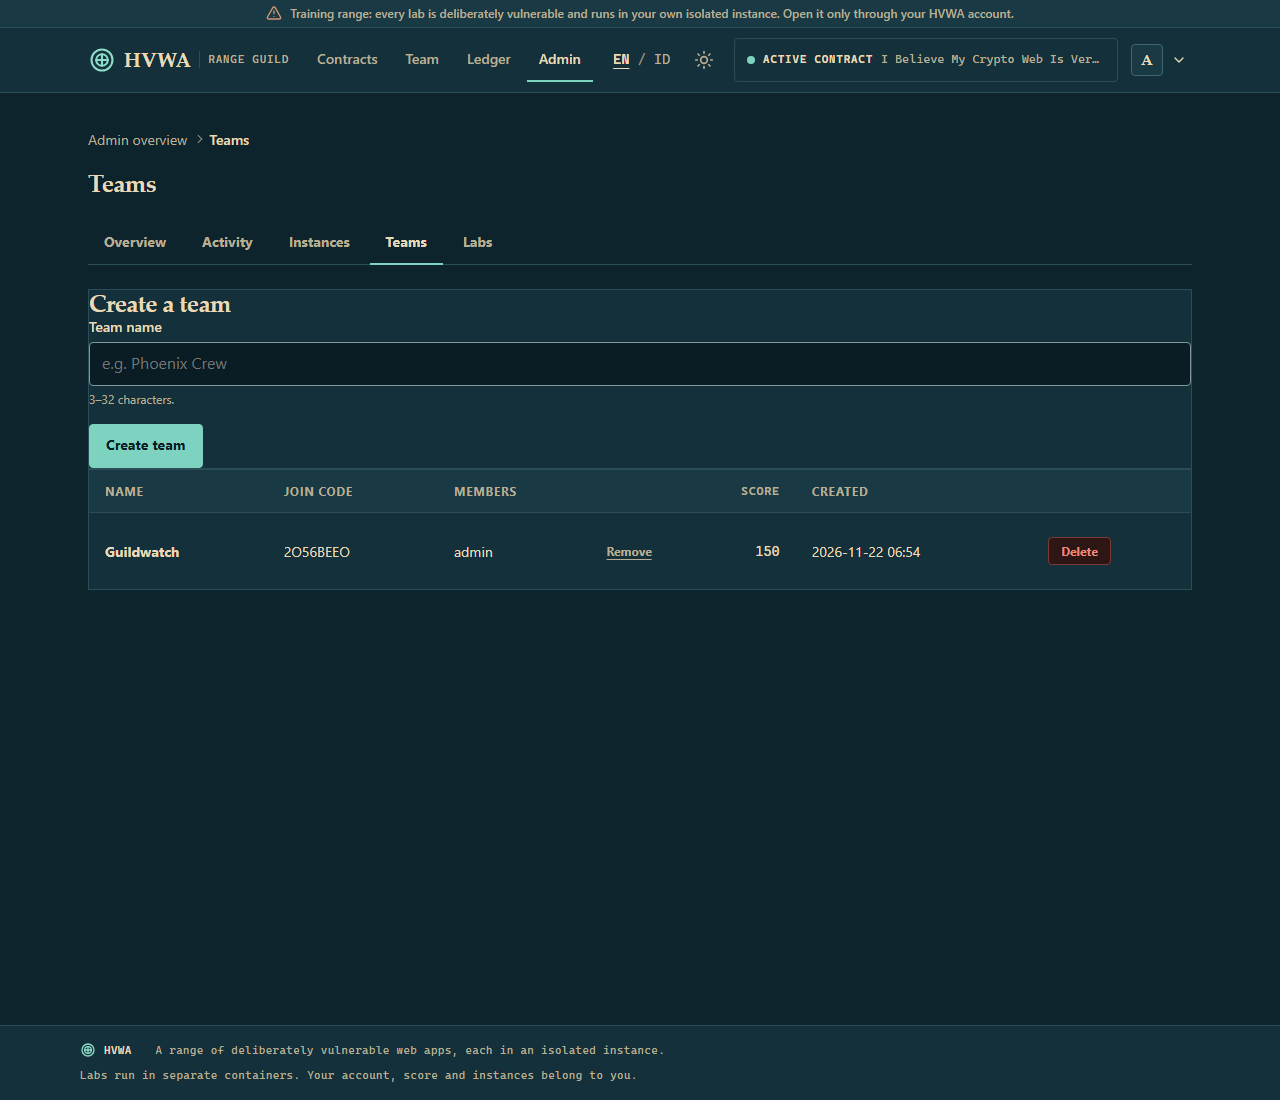 Training range: every lab is deliberately vulnerable and runs in your own isolated instance. Open it only through your HVWA account.
HVWA RANGE GUILD Contracts Team Ledger Admin EN / ID ACTIVE CONTRACT I Believe My Crypto Web Is Ver… A
Admin overview > Teams
Teams
Overview Activity Instances Teams Labs
Create a team
Team name
e.g. Phoenix Crew
3–32 characters.
Create team
NAME JOIN CODE MEMBERS SCORE CREATED
Guildwatch 2O56BEEO admin Remove 150 2026-11-22 06:54 Delete
HVWA A range of deliberately vulnerable web apps, each in an isolated instance.
Labs run in separate containers. Your account, score and instances belong to you.